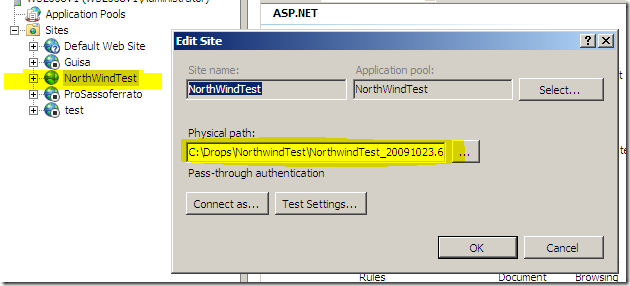 Application Pools
Sites
Default Web Site
Guisa
NorthWindTest
ProSassoferrato
test
ASP.NET
Edit Site
Site name:
Application pool:
NorthWindTest
NorthWindTest
Select...
Physical path:
C:\Drops\NorthwindTest\NorthwindTest_20091023.6
...
Pass-through authentication
Connect as...
Test Settings...
OK
Cancel
Rules
Document
Browsing